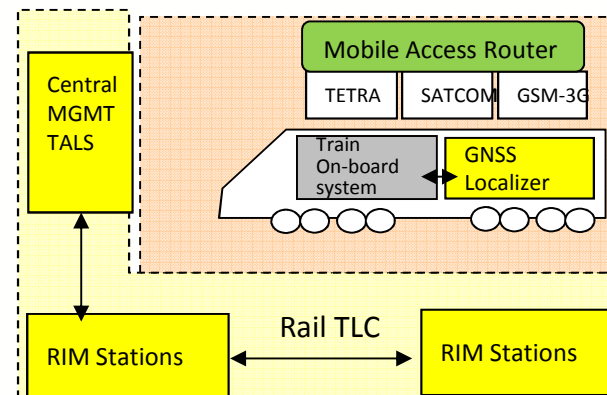 Mobile Access Router
Central
MGMT
TALS
TETRA
SATCOM
GSM-3G
Train
On-board
system
GNSS
Localizer
Rail TLC
RIM Stations
RIM Stations